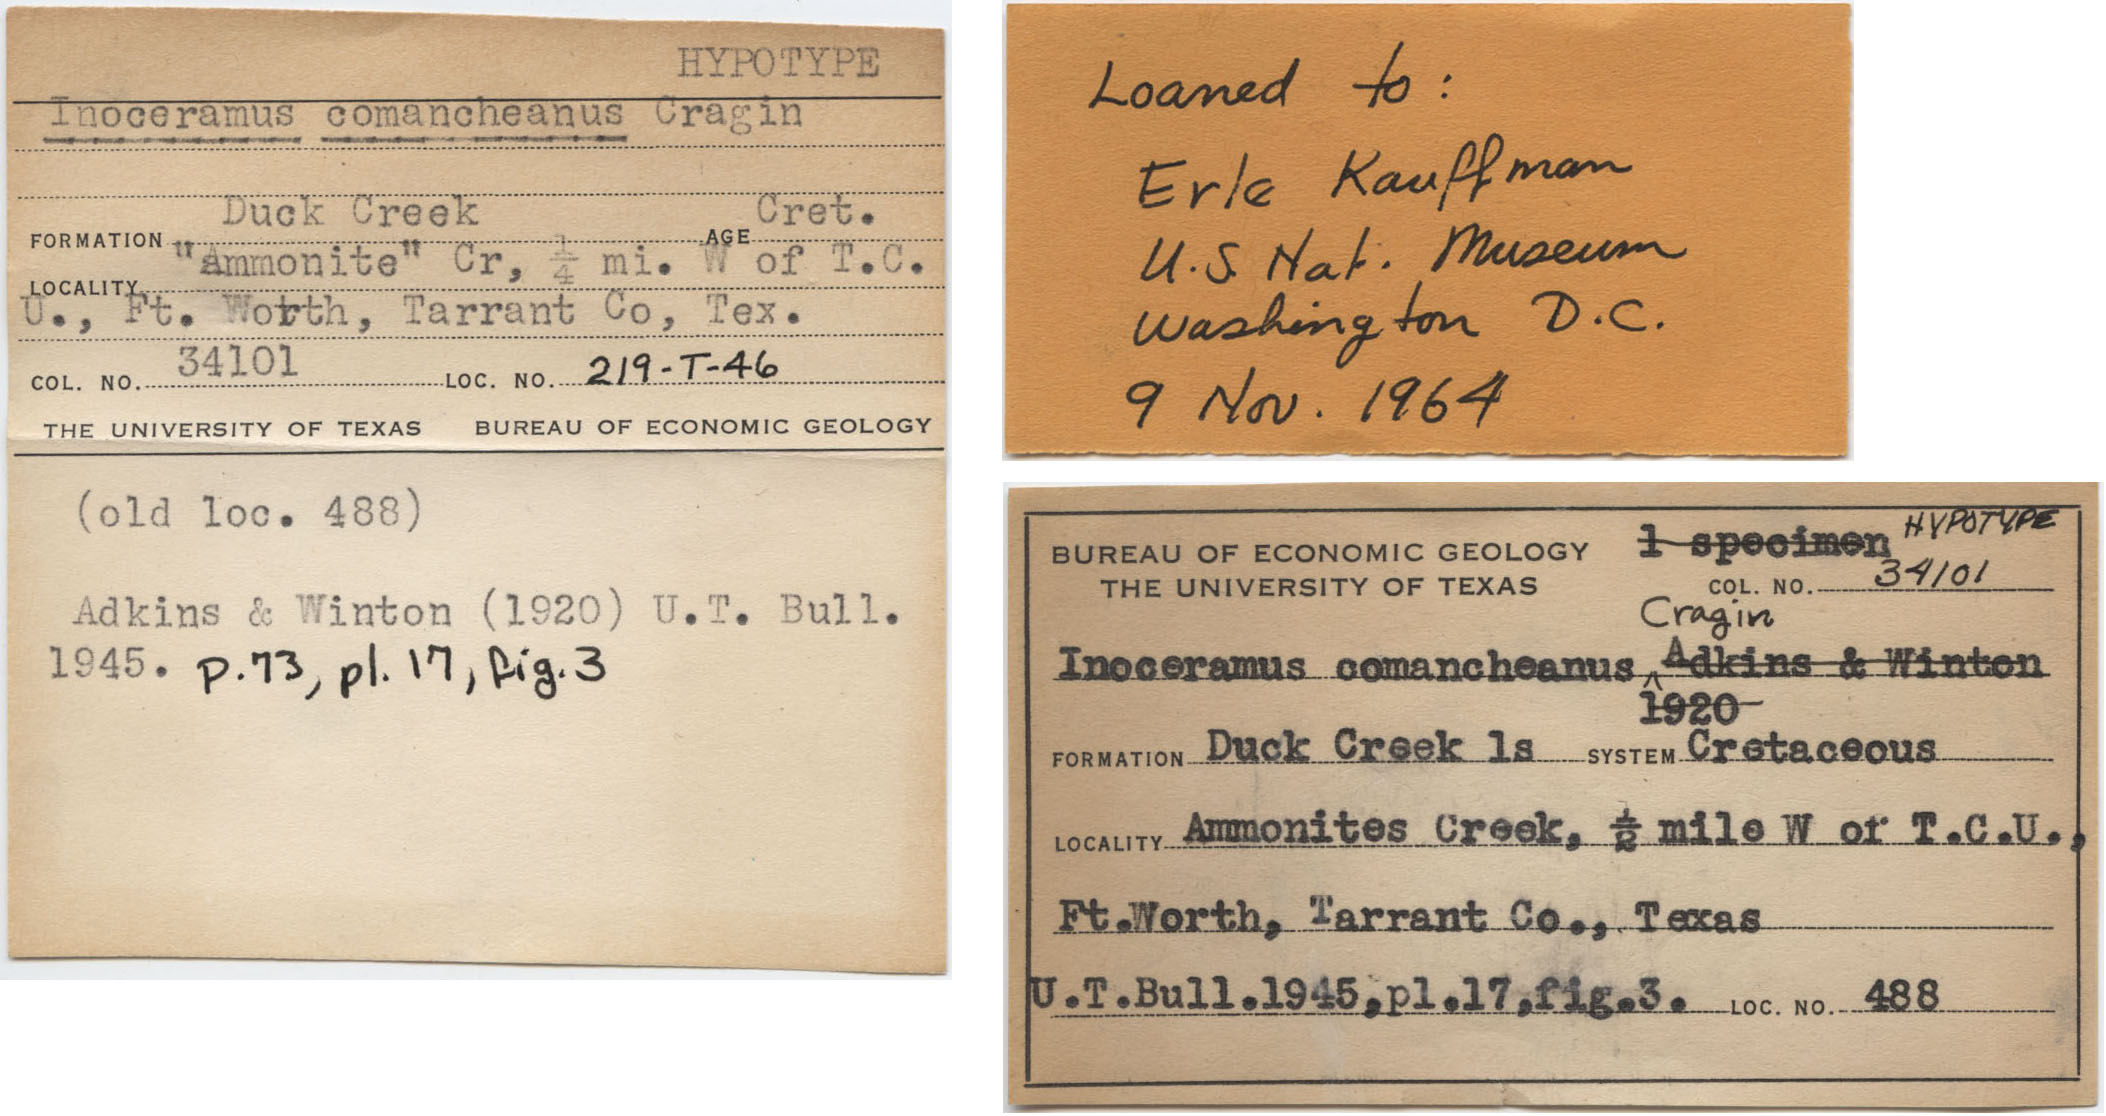 HYPOTYPE
Inoceramus comancheanus Cragin
FORMATION Duck Creek AGE Cret.
LOCALITY "Ammonite" Cr, 1/4 mi. W of T.C.
U., Ft. Worth, Tarrant Co, Tex.
COL. NO. 34101 LOC. NO. 219-T-46
THE UNIVERSITY OF TEXAS BUREAU OF ECONOMIC GEOLOGY
(old loc. 488)
Adkins & Winton (1920) U.T. Bull.
1945. p.73, pl. 17, fig.3
Loaned to:
Erle Kauffman
U.S Nat. Museum
Washington D.C.
9 Nov. 1964
BUREAU OF ECONOMIC GEOLOGY 1 specimen HYPOTYPE
THE UNIVERSITY OF TEXAS COL. NO. 34101
Cragin
Inoceramus comancheanus ^ Adkins & Winton
1920
FORMATION Duck Creek ls SYSTEM Cretaceous
LOCALITY Ammonites Creek, 1/2 mile W of T.C.U.,
Ft.Worth, Tarrant Co., Texas
U.T.Bull.1945,pl.17,fig.3. LOC. NO. 488